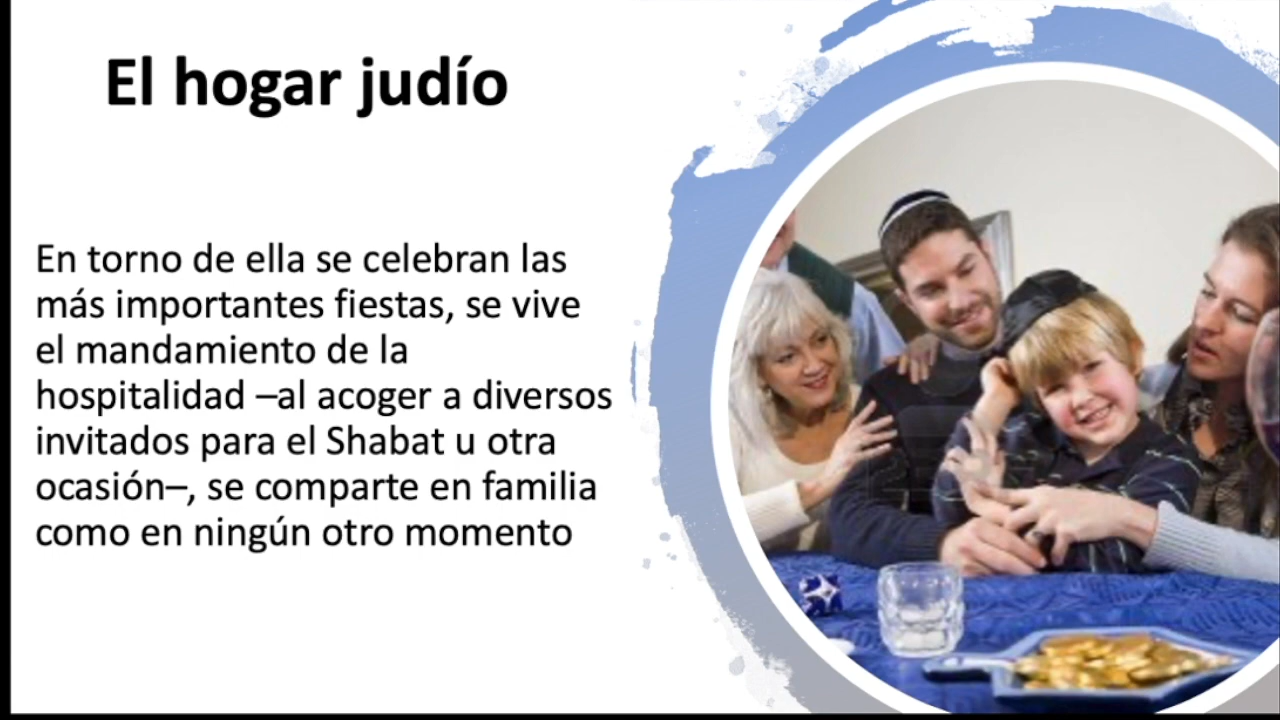 El hogar judío
En torno de ella se celebran las
más importantes fiestas, se vive
el mandamiento de la
hospitalidad –al acoger a diversos
invitados para el Shabat u otra
ocasión–, se comparte en familia
como en ningún otro momento